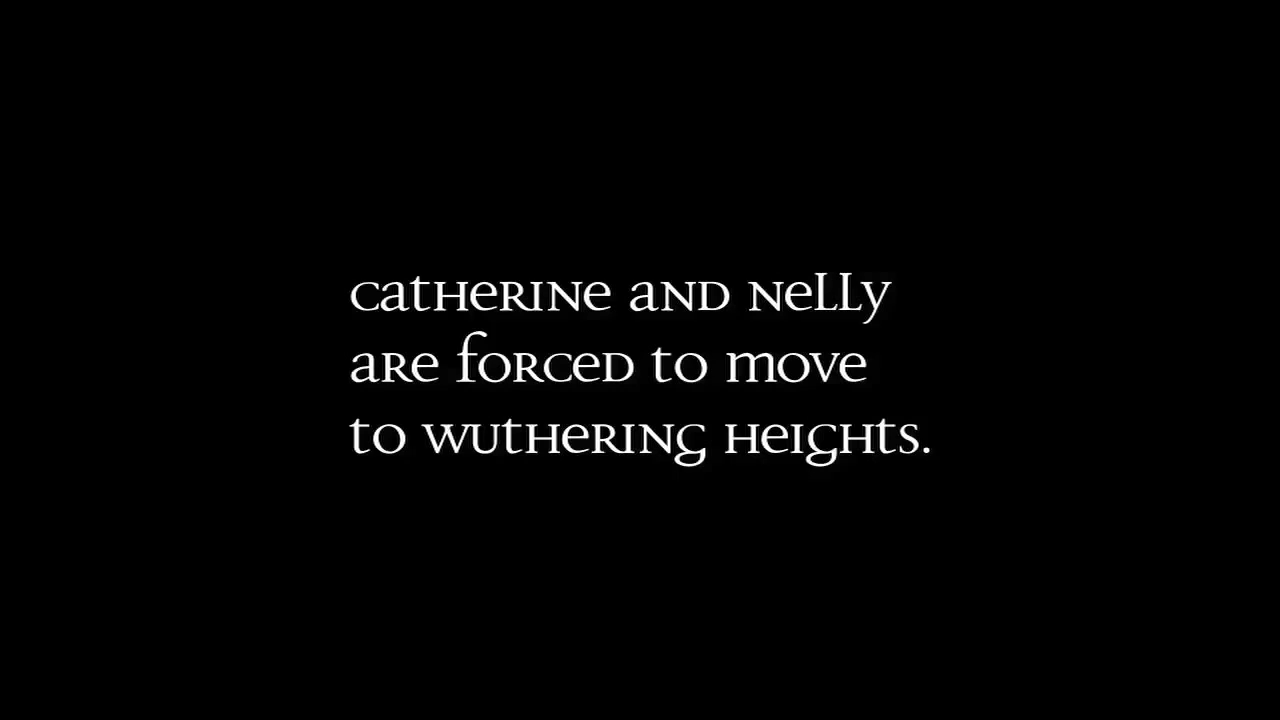 catherine and nelly
are forced to move
to wuthering heights.